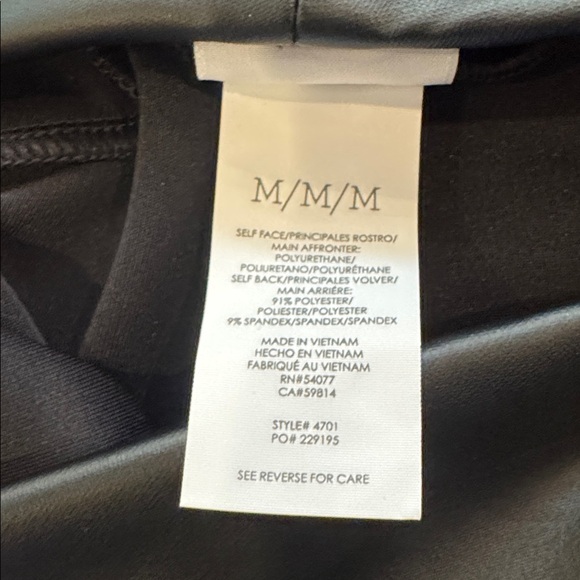 M/M/M
SELF FACE/PRINCIPALES ROSTRO/
MAIN AFFRONTER:
POLYURETHANE/
POLIURETANO/POLYURÉTHANE
SELF BACK/PRINCIPALES VOLVER/
MAIN ARRIÈRE:
91% POLYESTER/
POLIESTER/POLYESTER
9% SPANDEX/SPANDEX/SPANDEX
MADE IN VIETNAM
HECHO EN VIETNAM
FABRIQUÉ AU VIETNAM
RN#54077
CA#59814
STYLE# 4701
PO# 229195
SEE REVERSE FOR CARE